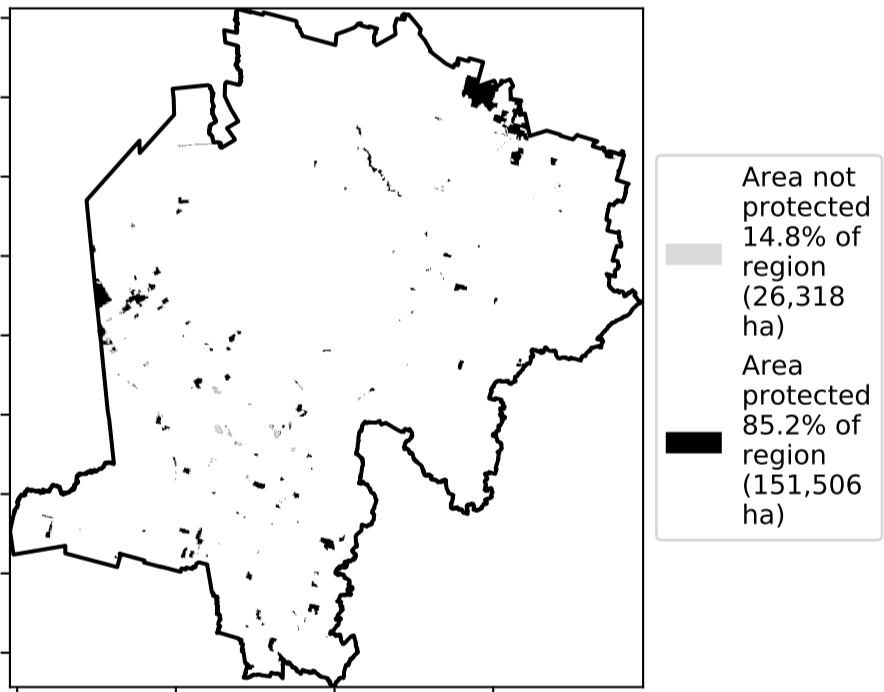 Area not
protected
14.8% of
region
(26,318
ha)
Area
protected
85.2% of
region
(151,506
ha)